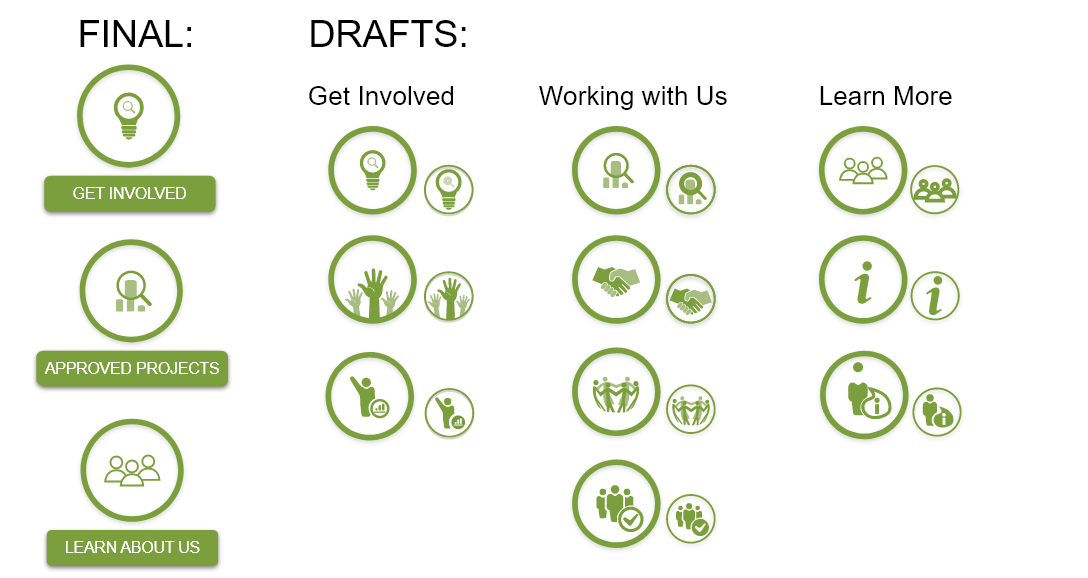 FINAL:
DRAFTS:
Get Involved
Working with Us
Learn More
GET INVOLVED
APPROVED PROJECTS
LEARN ABOUT US